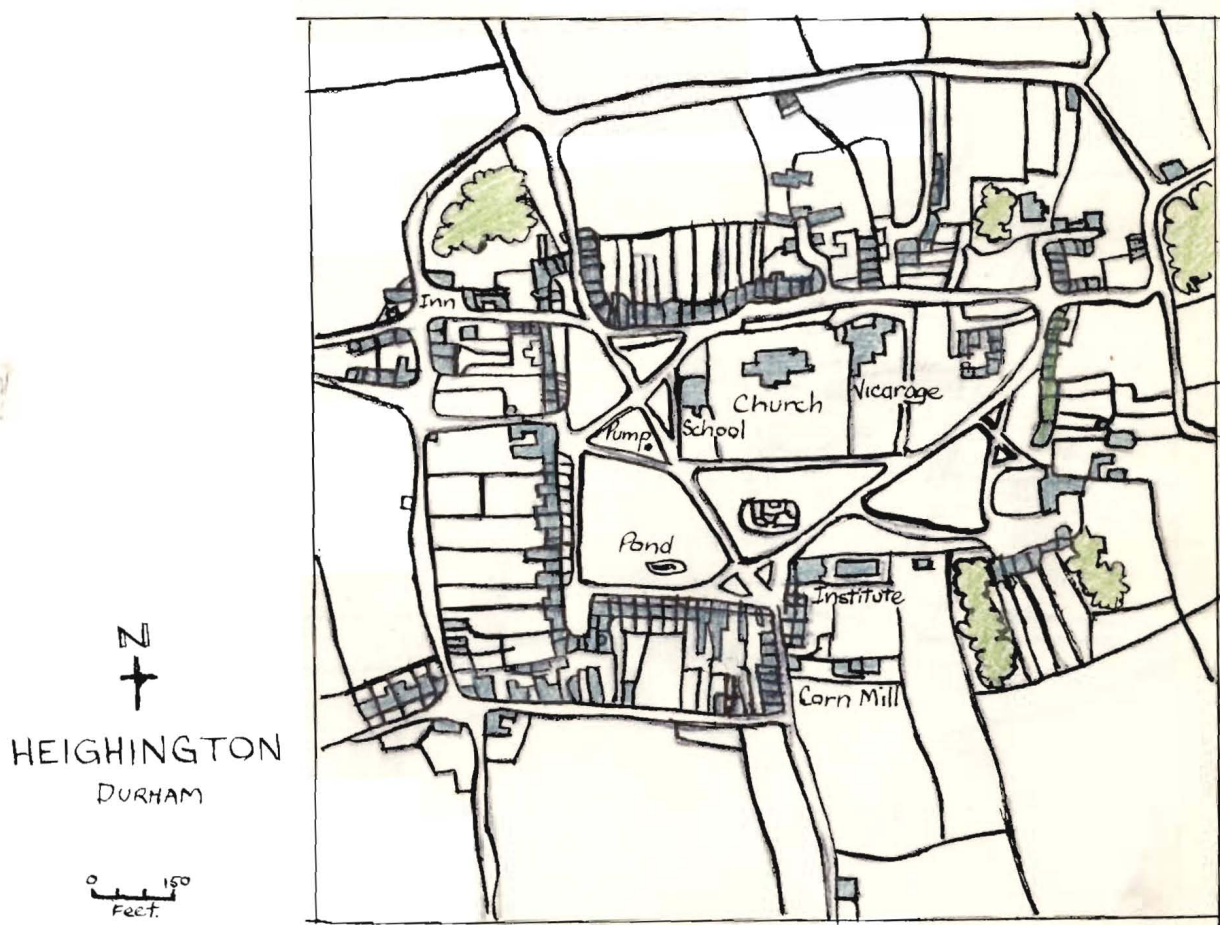 Inn
Church
Vicarage
School
Pump
Pond
Institute
Corn Mill
N
HEIGHINGTON
DURHAM
0 150
Feet.